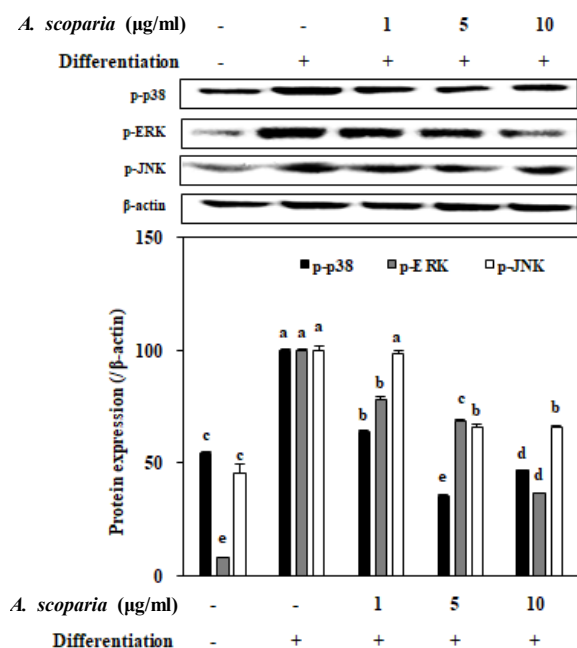 A. scoparia (μg/ml) - - 1 5 10
Differentiation - + + + +
p-p38
p-ERK
p-JNK
β-actin
150
p-p38 p-ERK p-JNK
a a a a
100
b b c b b
c c
50
e e d d
0
Protein expression (/β-actin)
A. scoparia (μg/ml) - - 1 5 10
Differentiation - + + + +